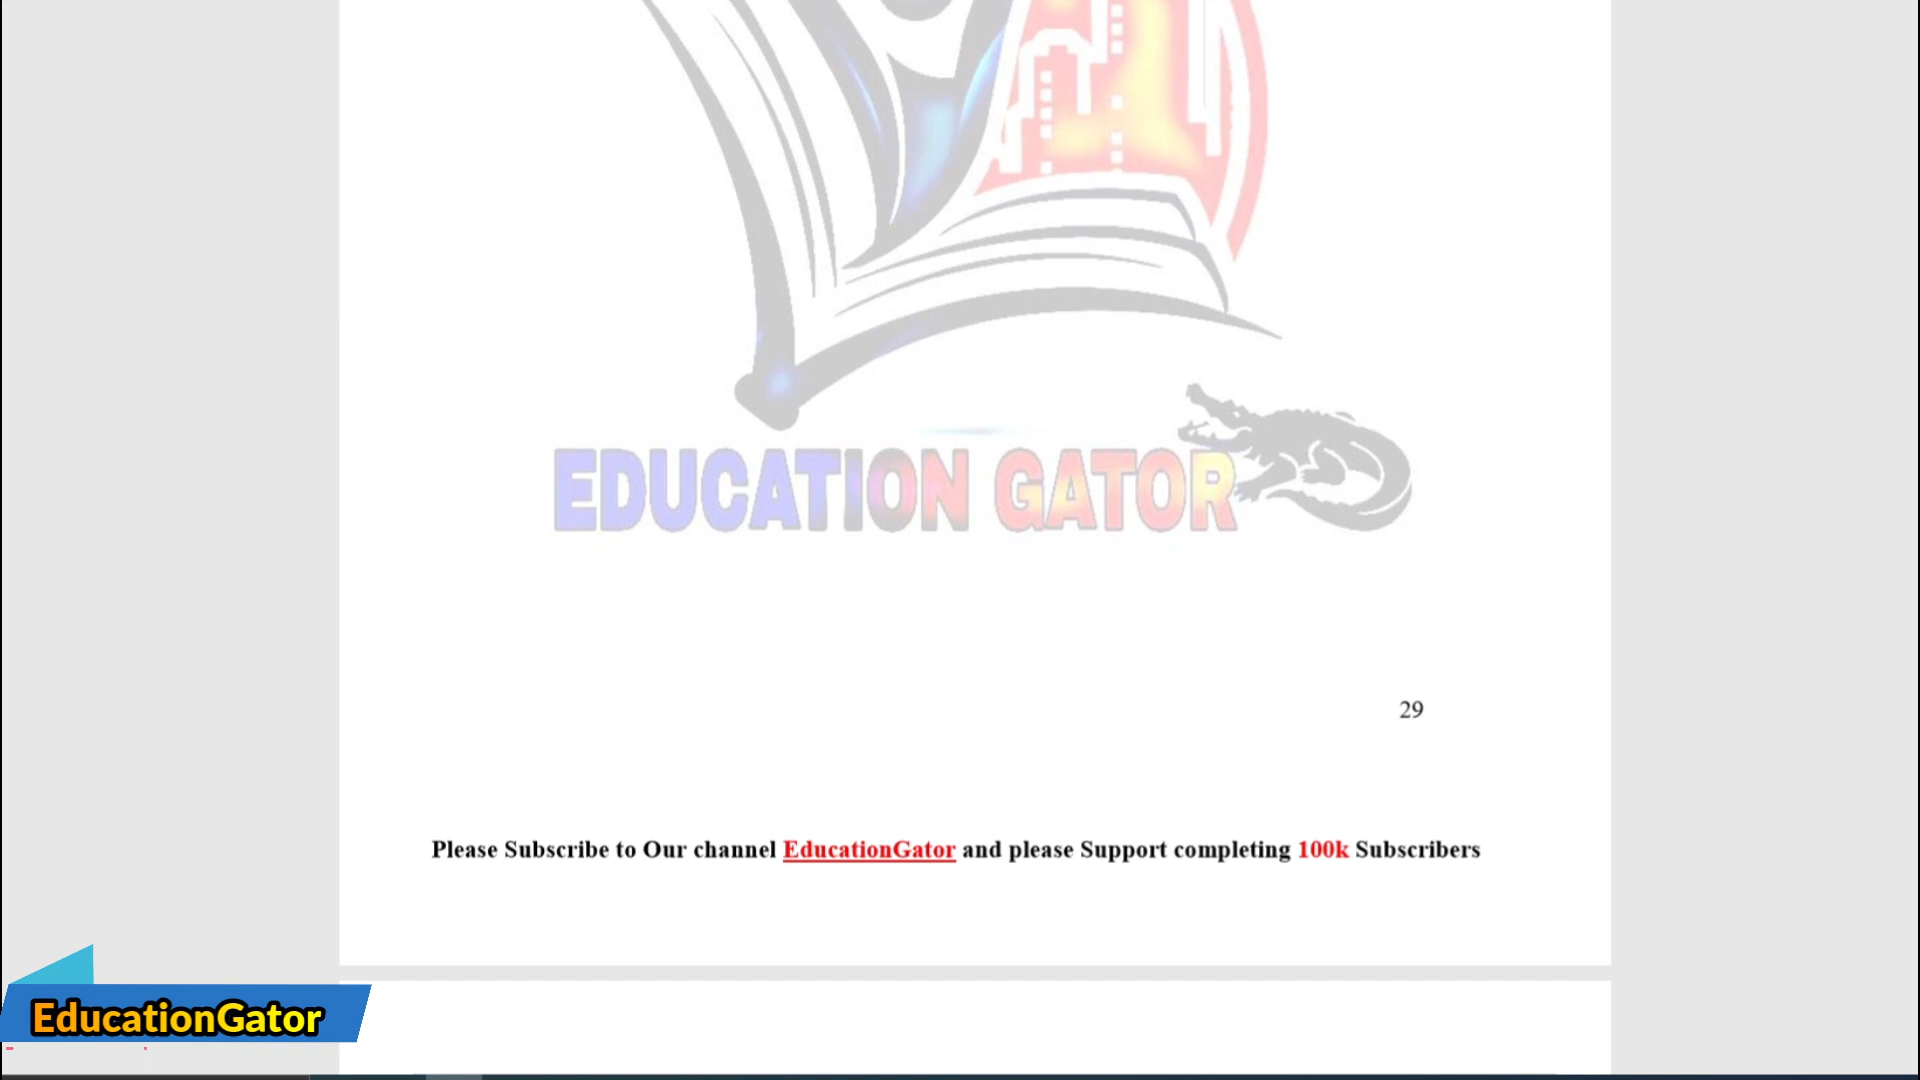 EDUCATION GATOR
29
Please Subscribe to Our channel EducationGator and please Support completing 100k Subscribers
EducationGator